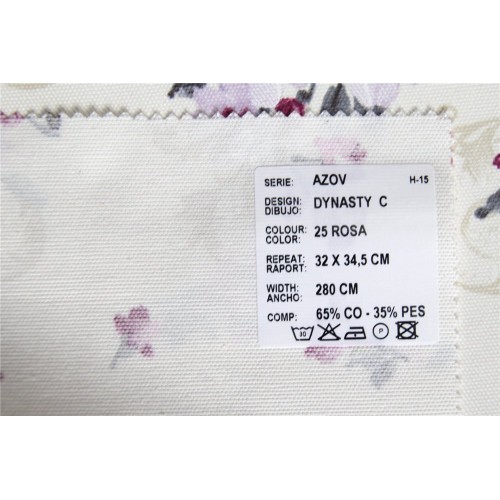 SERIE: AZOV H-15
DESIGN:
DIBUJO: DYNASTY C
COLOUR:
COLOR: 25 ROSA
REPEAT:
RAPORT: 32 X 34,5 CM
WIDTH:
ANCHO: 280 CM
COMP: 65% CO - 35% PES
30 P